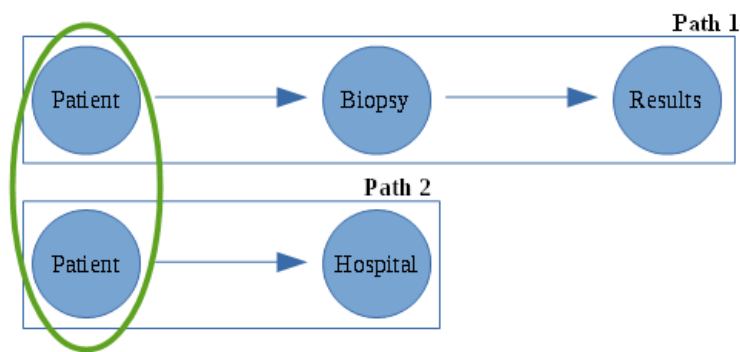 Path 1
Patient Biopsy Results
Path 2
Patient Hospital